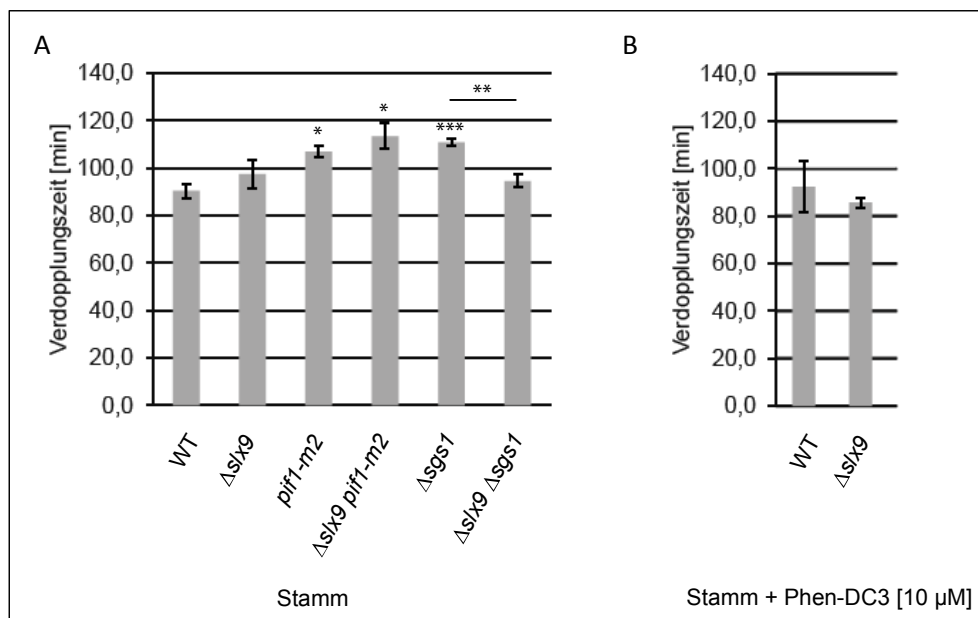 A
Verdopplungszeit [min]
140,0
120,0
100,0
80,0
60,0
40,0
20,0
0,0
*
*
***
**
WT
Δslx9
pif1-m2
Δslx9 pif1-m2
Δsgs1
Δslx9 Δsgs1
Stamm
B
Verdopplungszeit [min]
140,0
120,0
100,0
80,0
60,0
40,0
20,0
0,0
WT
Δslx9
Stamm + Phen-DC3 [10 µM]